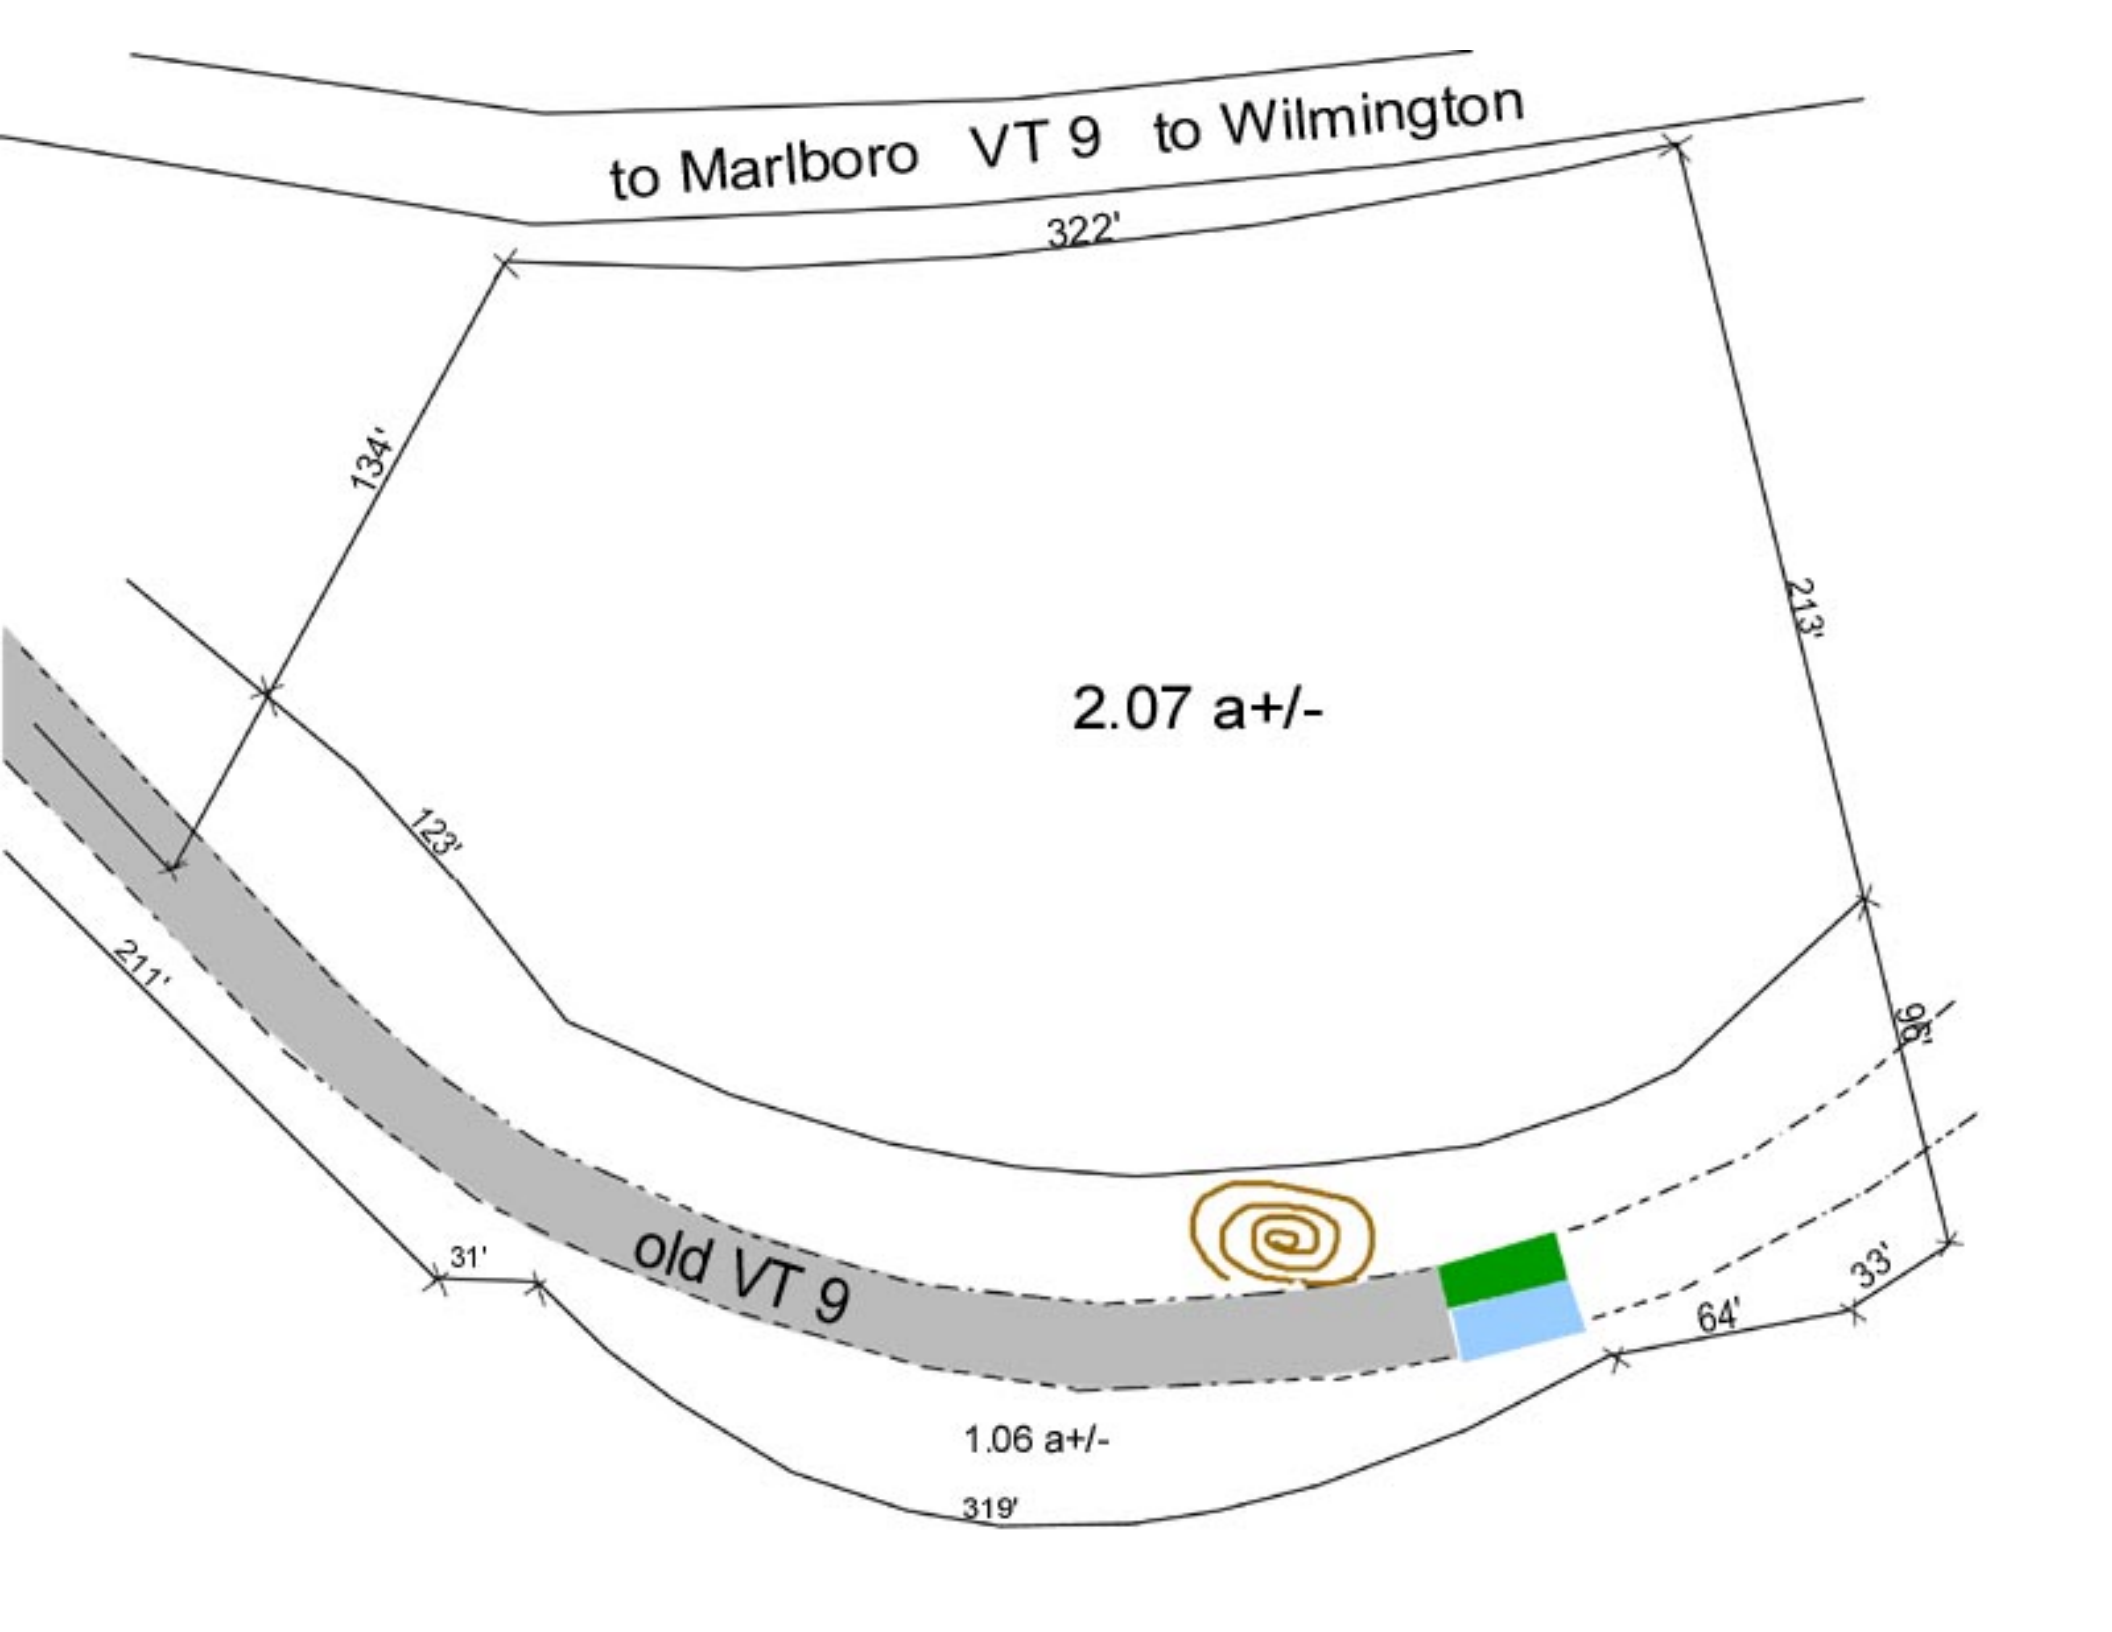 to Marlboro VT 9 to Wilmington
322'
134'
213'
2.07 a+/-
123'
211'
96'
31'
old VT 9
33'
64'
1.06 a+/-
319'